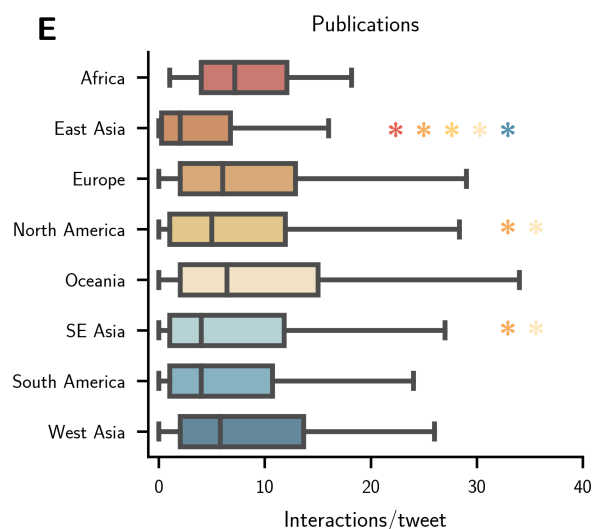 E
Publications
Africa
East Asia
* * * * *
Europe
North America
* *
Oceania
SE Asia
* *
South America
West Asia
0 10 20 30 40
Interactions/tweet